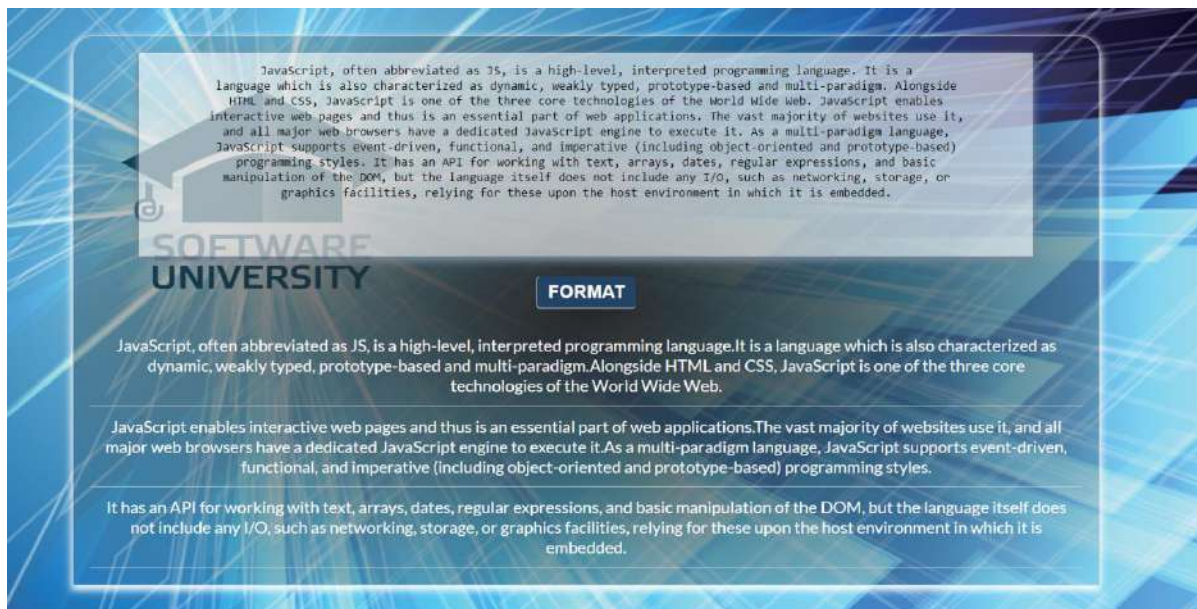 JavaScript, often abbreviated as JS, is a high-level, interpreted programming language. It is a
language which is also characterized as dynamic, weakly typed, prototype-based and multi-paradigm. Alongside
HTML and CSS, JavaScript is one of the three core technologies of the World Wide Web. JavaScript enables
interactive web pages and thus is an essential part of web applications. The vast majority of websites use it,
and all major web browsers have a dedicated JavaScript engine to execute it. As a multi-paradigm language,
JavaScript supports event-driven, functional, and imperative (including object-oriented and prototype-based)
programming styles. It has an API for working with text, arrays, dates, regular expressions, and basic
manipulation of the DOM, but the language itself does not include any I/O, such as networking, storage, or
graphics facilities, relying for these upon the host environment in which it is embedded.
SOFTWARE
UNIVERSITY
FORMAT
JavaScript, often abbreviated as JS, is a high-level, interpreted programming language.It is a language which is also characterized as
dynamic, weakly typed, prototype-based and multi-paradigm.Alongside HTML and CSS, JavaScript is one of the three core
technologies of the World Wide Web.
JavaScript enables interactive web pages and thus is an essential part of web applications.The vast majority of websites use it, and all
major web browsers have a dedicated JavaScript engine to execute it.As a multi-paradigm language, JavaScript supports event-driven,
functional, and imperative (including object-oriented and prototype-based) programming styles.
It has an API for working with text, arrays, dates, regular expressions, and basic manipulation of the DOM, but the language itself does
not include any I/O, such as networking, storage, or graphics facilities, relying for these upon the host environment in which it is
embedded.